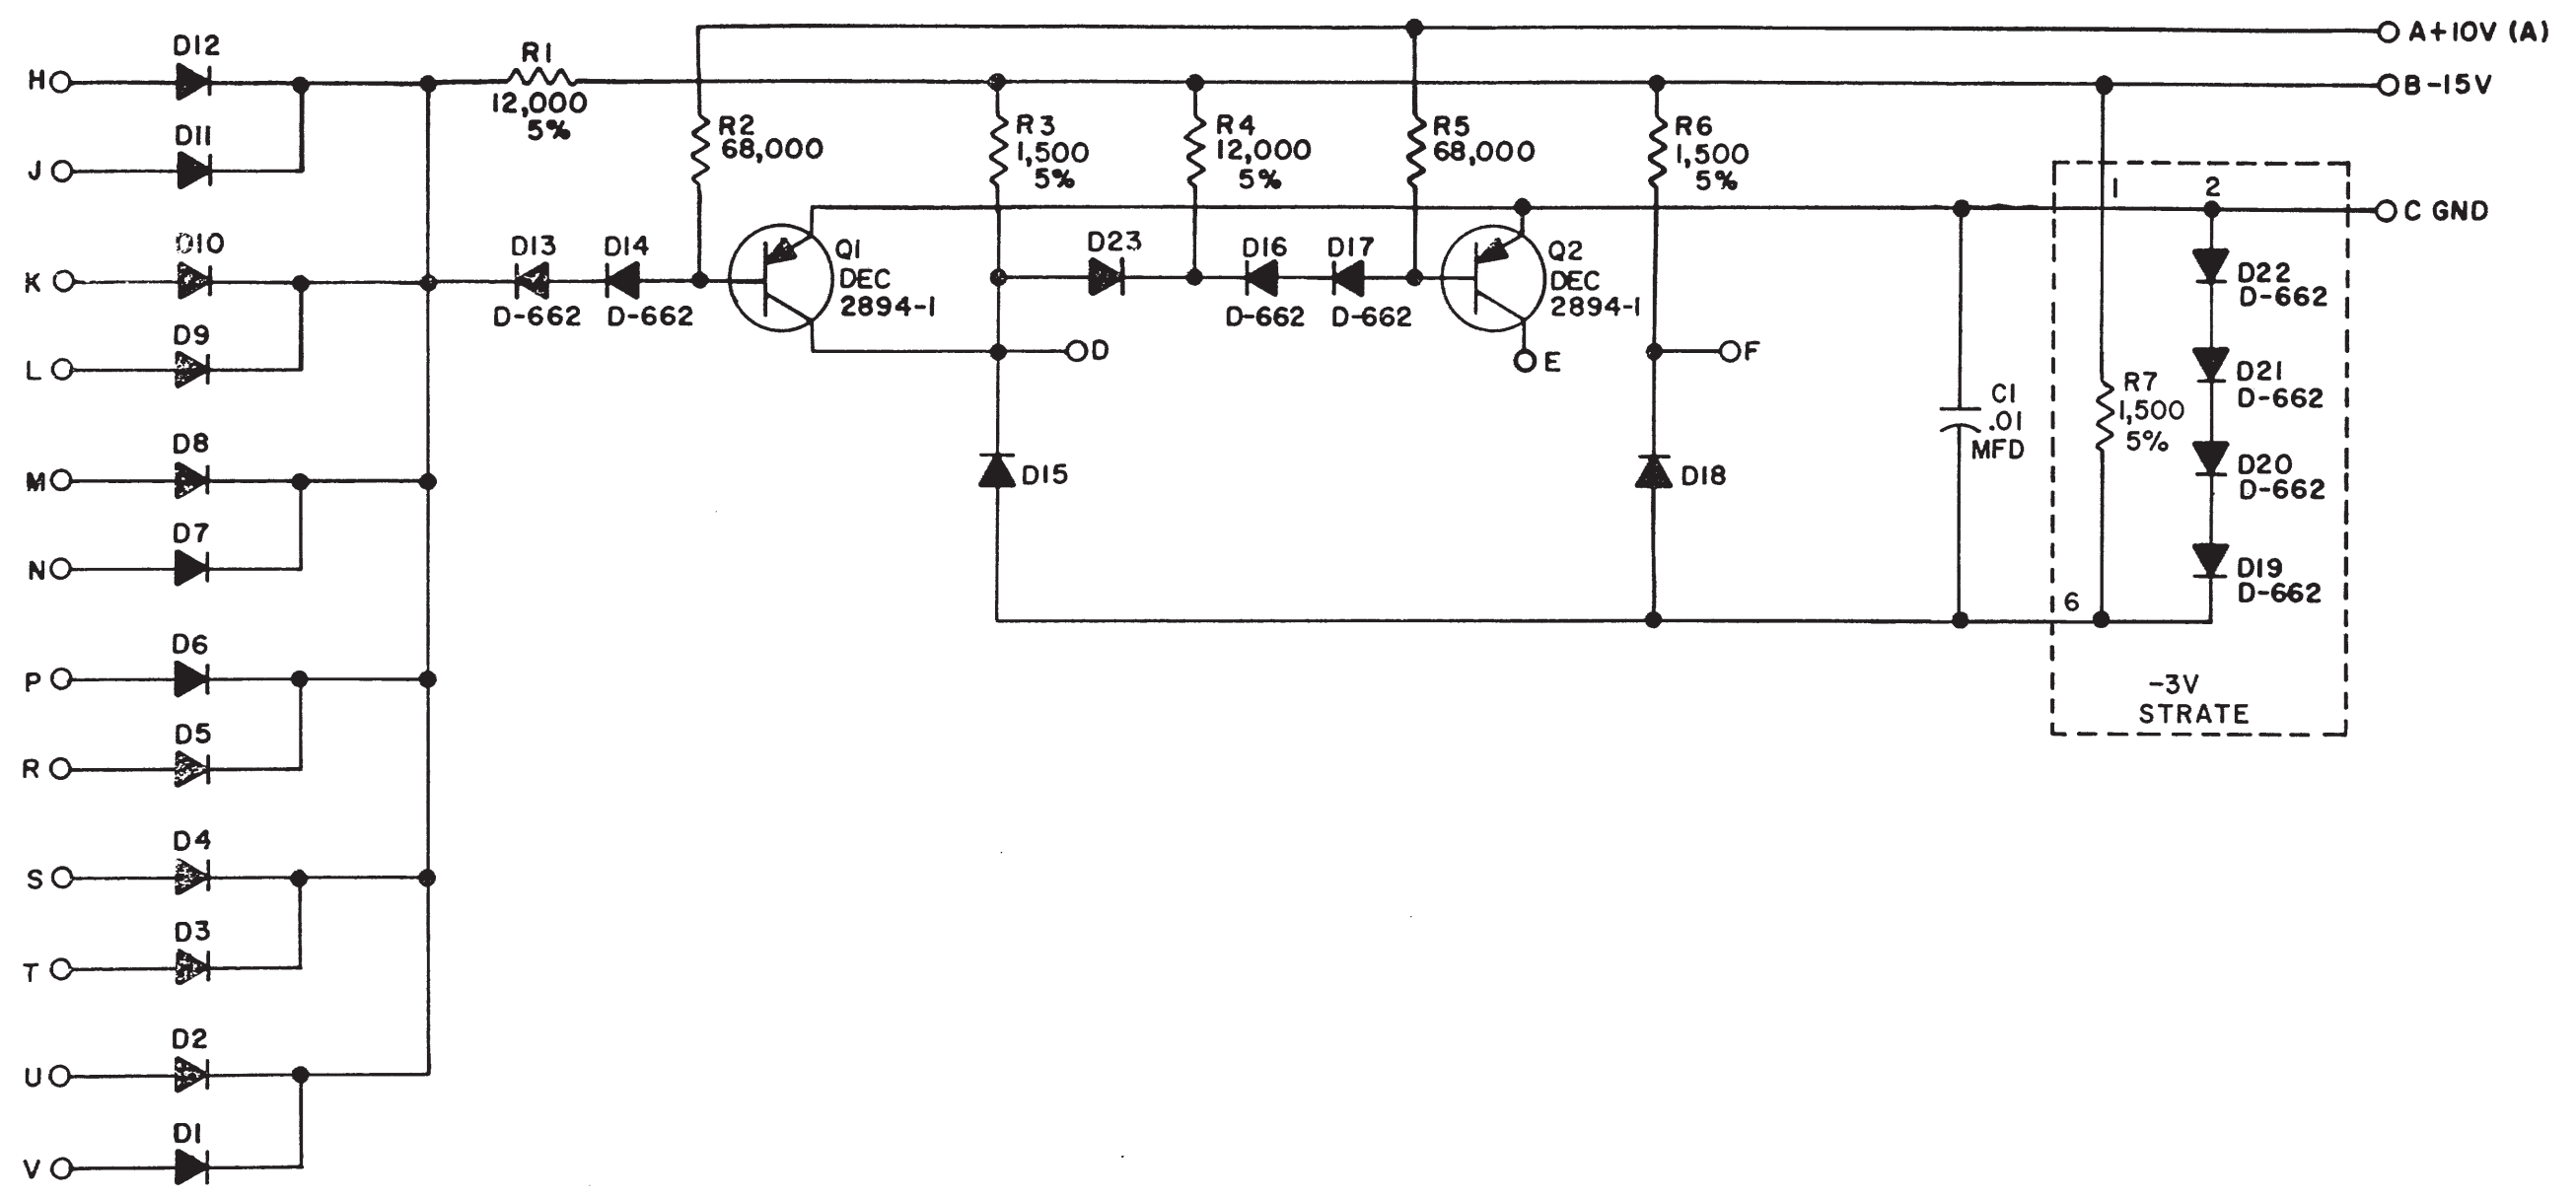 D12
H
D11
J
D10
K
D9
L
D8
M
D7
N
D6
P
D5
R
D4
S
D3
T
D2
U
D1
V
R1
12,000
5%
R2
68,000
D13
D-662
D14
D-662
Q1
DEC
2894-1
R3
1,500
5%
D
D15
D23
R4
12,000
5%
D16
D-662
D17
D-662
R5
68,000
Q2
DEC
2894-1
E
R6
1,500
5%
F
D18
C1
.01
MFD
1
2
R7
1,500
5%
6
D22
D-662
D21
D-662
D20
D-662
D19
D-662
-3V
STRATE
A+10V (A)
B-15V
C GND